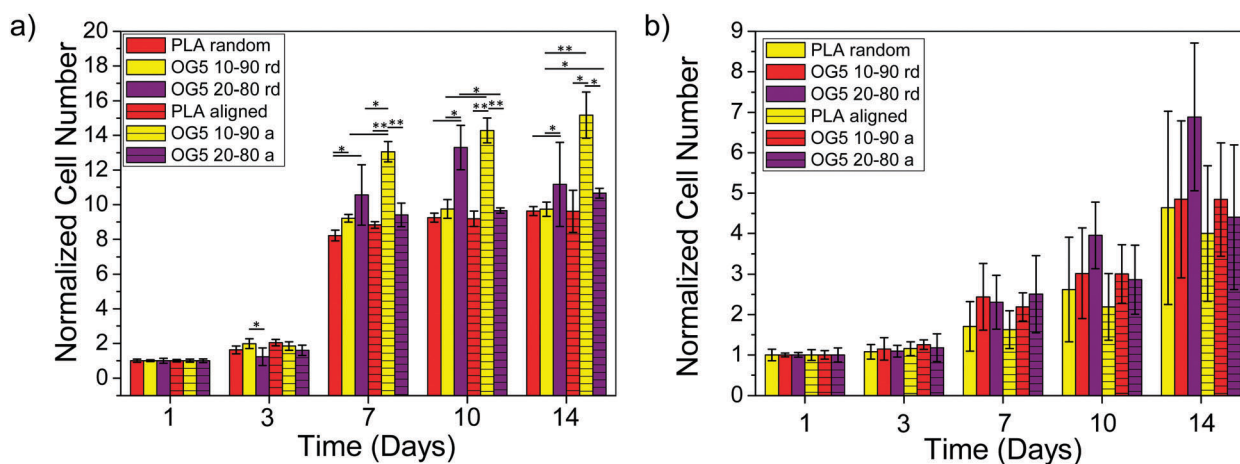 a)
Normalized Cell Number
20
18
16
14
12
10
8
6
4
2
0
PLA random
OG5 10-90 rd
OG5 20-80 rd
PLA aligned
OG5 10-90 a
OG5 20-80 a
*
*
*
**
**
*
*
**
**
*
**
*
*
*
1 3 7 10 14
Time (Days)
b)
Normalized Cell Number
9
8
7
6
5
4
3
2
1
0
PLA random
OG5 10-90 rd
OG5 20-80 rd
PLA aligned
OG5 10-90 a
OG5 20-80 a
1 3 7 10 14
Time (Days)